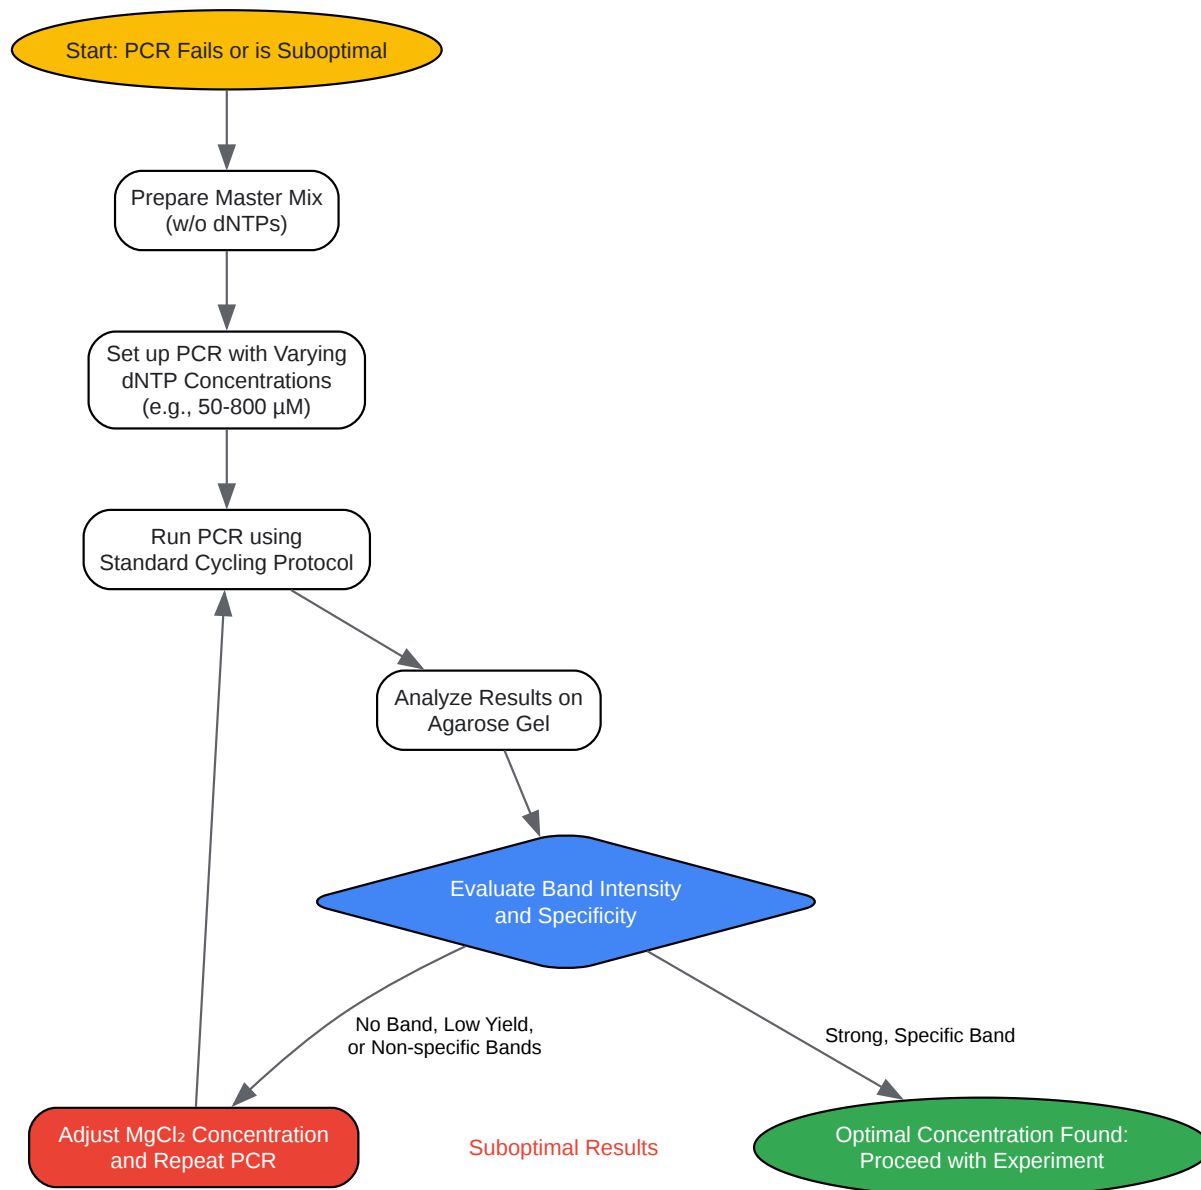 Start: PCR Fails or is Suboptimal
Prepare Master Mix
(w/o dNTPs)
Set up PCR with Varying
dNTP Concentrations
(e.g., 50-800 µM)
Run PCR using
Standard Cycling Protocol
Analyze Results on
Agarose Gel
Evaluate Band Intensity
and Specificity
No Band, Low Yield,
or Non-specific Bands
Strong, Specific Band
Adjust MgCl₂ Concentration
and Repeat PCR
Suboptimal Results
Optimal Concentration Found:
Proceed with Experiment